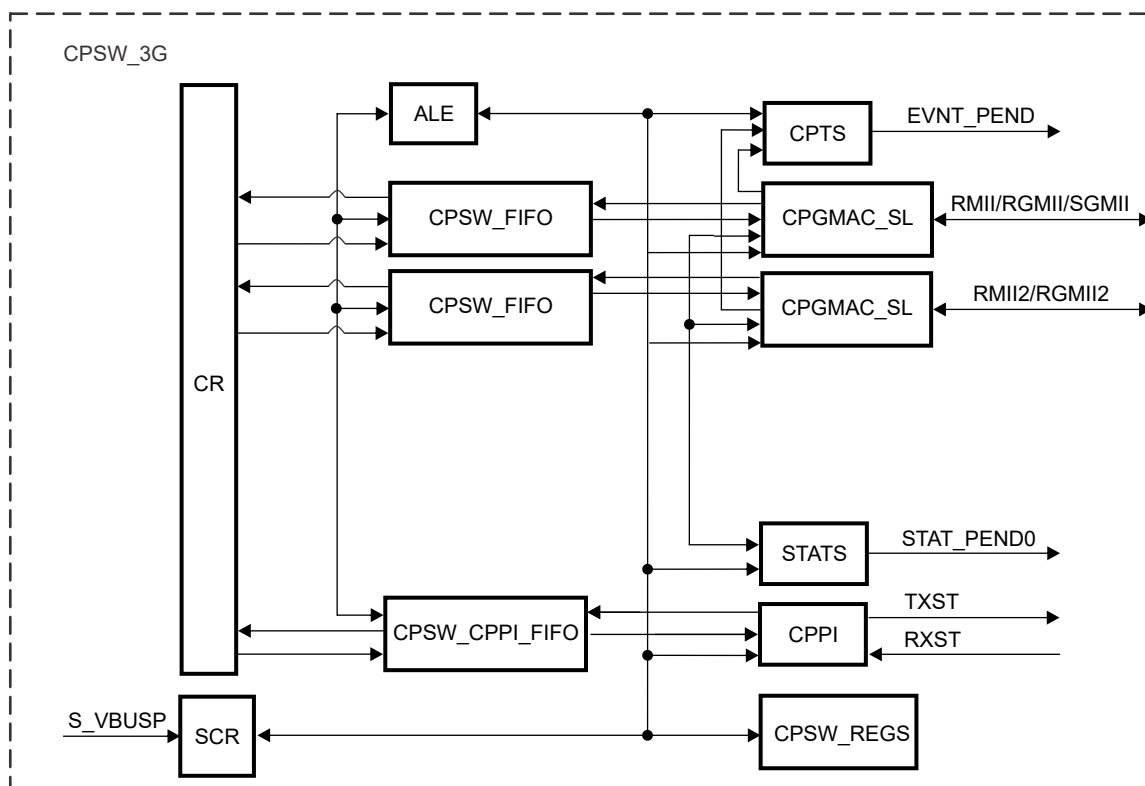 CPSW_3G
ALE
CPTS
EVNT_PEND
CPSW_FIFO
CPGMAC_SL
RMII/RGMII/SGMII
CPSW_FIFO
CPGMAC_SL
RMII2/RGMII2
CR
STATS
STAT_PEND0
CPSW_CPPI_FIFO
CPPI
TXST
RXST
S_VBUSP
SCR
CPSW_REGS